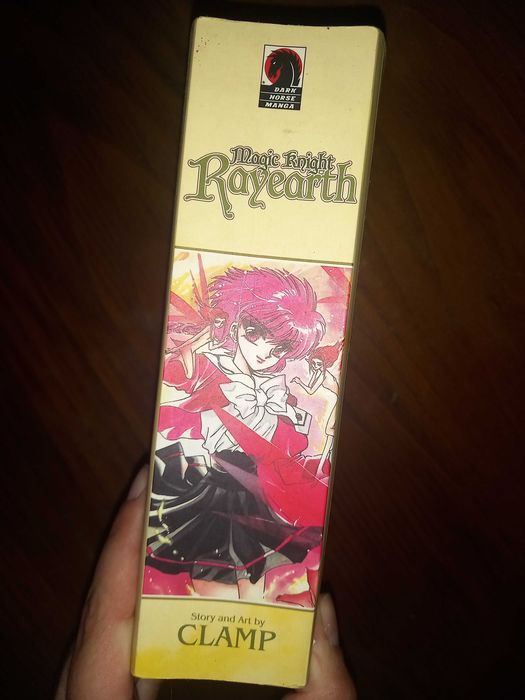 DARK
HORSE
MANGA
Magic Knight
Rayearth
Story and Art by
CLAMP